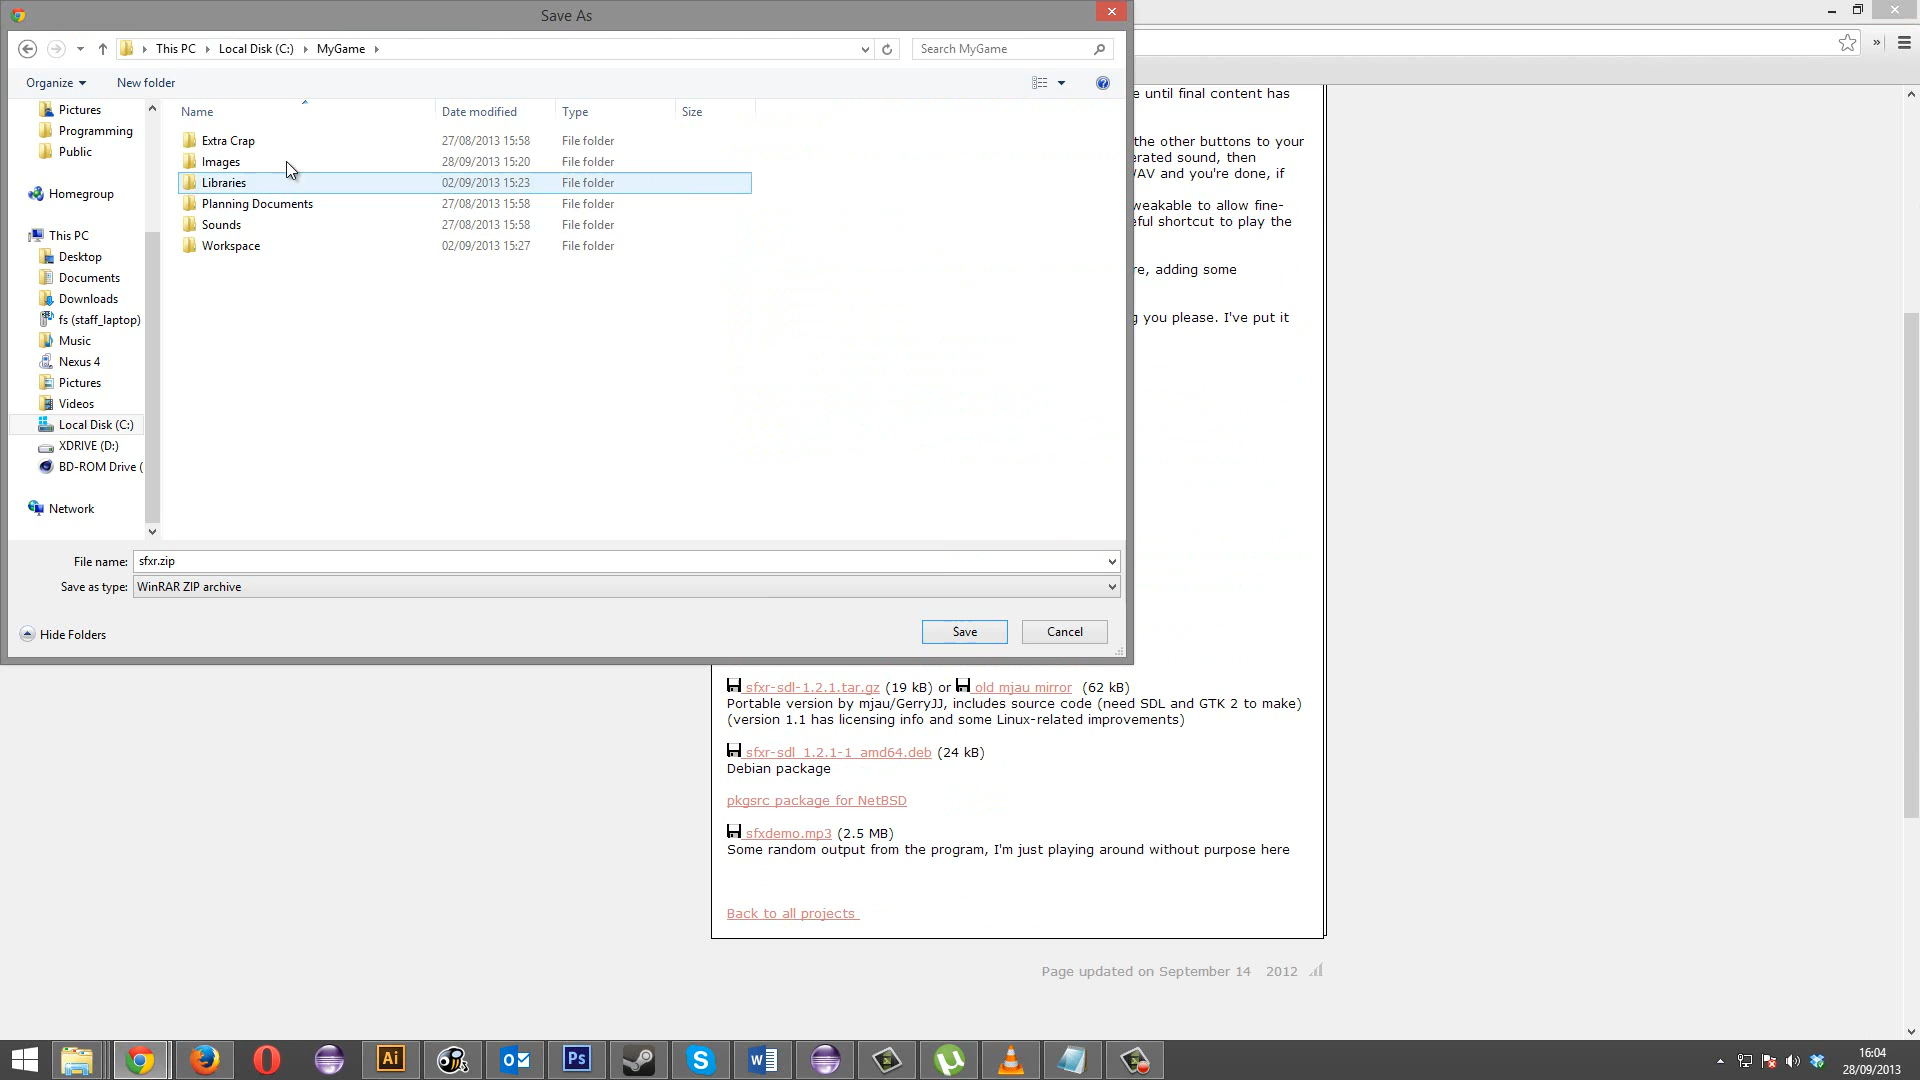 Save As
This PC Local Disk (C:) MyGame
Search MyGame
Organize New folder
Name Date modified Type Size
Extra Crap 27/08/2013 15:58 File folder
Images 28/09/2013 15:20 File folder
Libraries 02/09/2013 15:23 File folder
Planning Documents 27/08/2013 15:58 File folder
Sounds 27/08/2013 15:58 File folder
Workspace 02/09/2013 15:27 File folder
Pictures
Programming
Public
Homegroup
This PC
Desktop
Documents
Downloads
fs (staff_laptop)
Music
Nexus 4
Pictures
Videos
Local Disk (C:)
XDRIVE (D:)
BD-ROM Drive (
Network
File name: sfxr.zip
Save as type: WinRAR ZIP archive
Hide Folders
Save Cancel
e until final content has
the other buttons to your
erated sound, then
AV and you're done, if
weakable to allow fine-
ful shortcut to play the
re, adding some
g you please. I've put it
sfxr-sdl-1.2.1.tar.gz (19 kB) or old mjau mirror (62 kB)
Portable version by mjau/GerryJJ, includes source code (need SDL and GTK 2 to make)
(version 1.1 has licensing info and some Linux-related improvements)
sfxr-sdl_1.2.1-1_amd64.deb (24 kB)
Debian package
pkgsrc package for NetBSD
sfxdemo.mp3 (2.5 MB)
Some random output from the program, I'm just playing around without purpose here
Back to all projects
Page updated on September 14 2012
Ai
Ps
16:04
28/09/2013